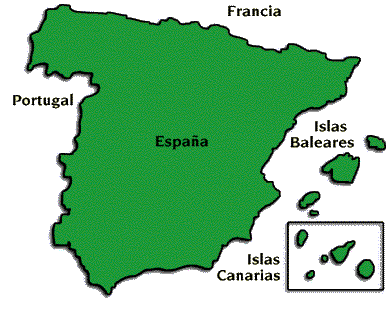 Francia
Portugal
España
Islas
Baleares
Islas
Canarias